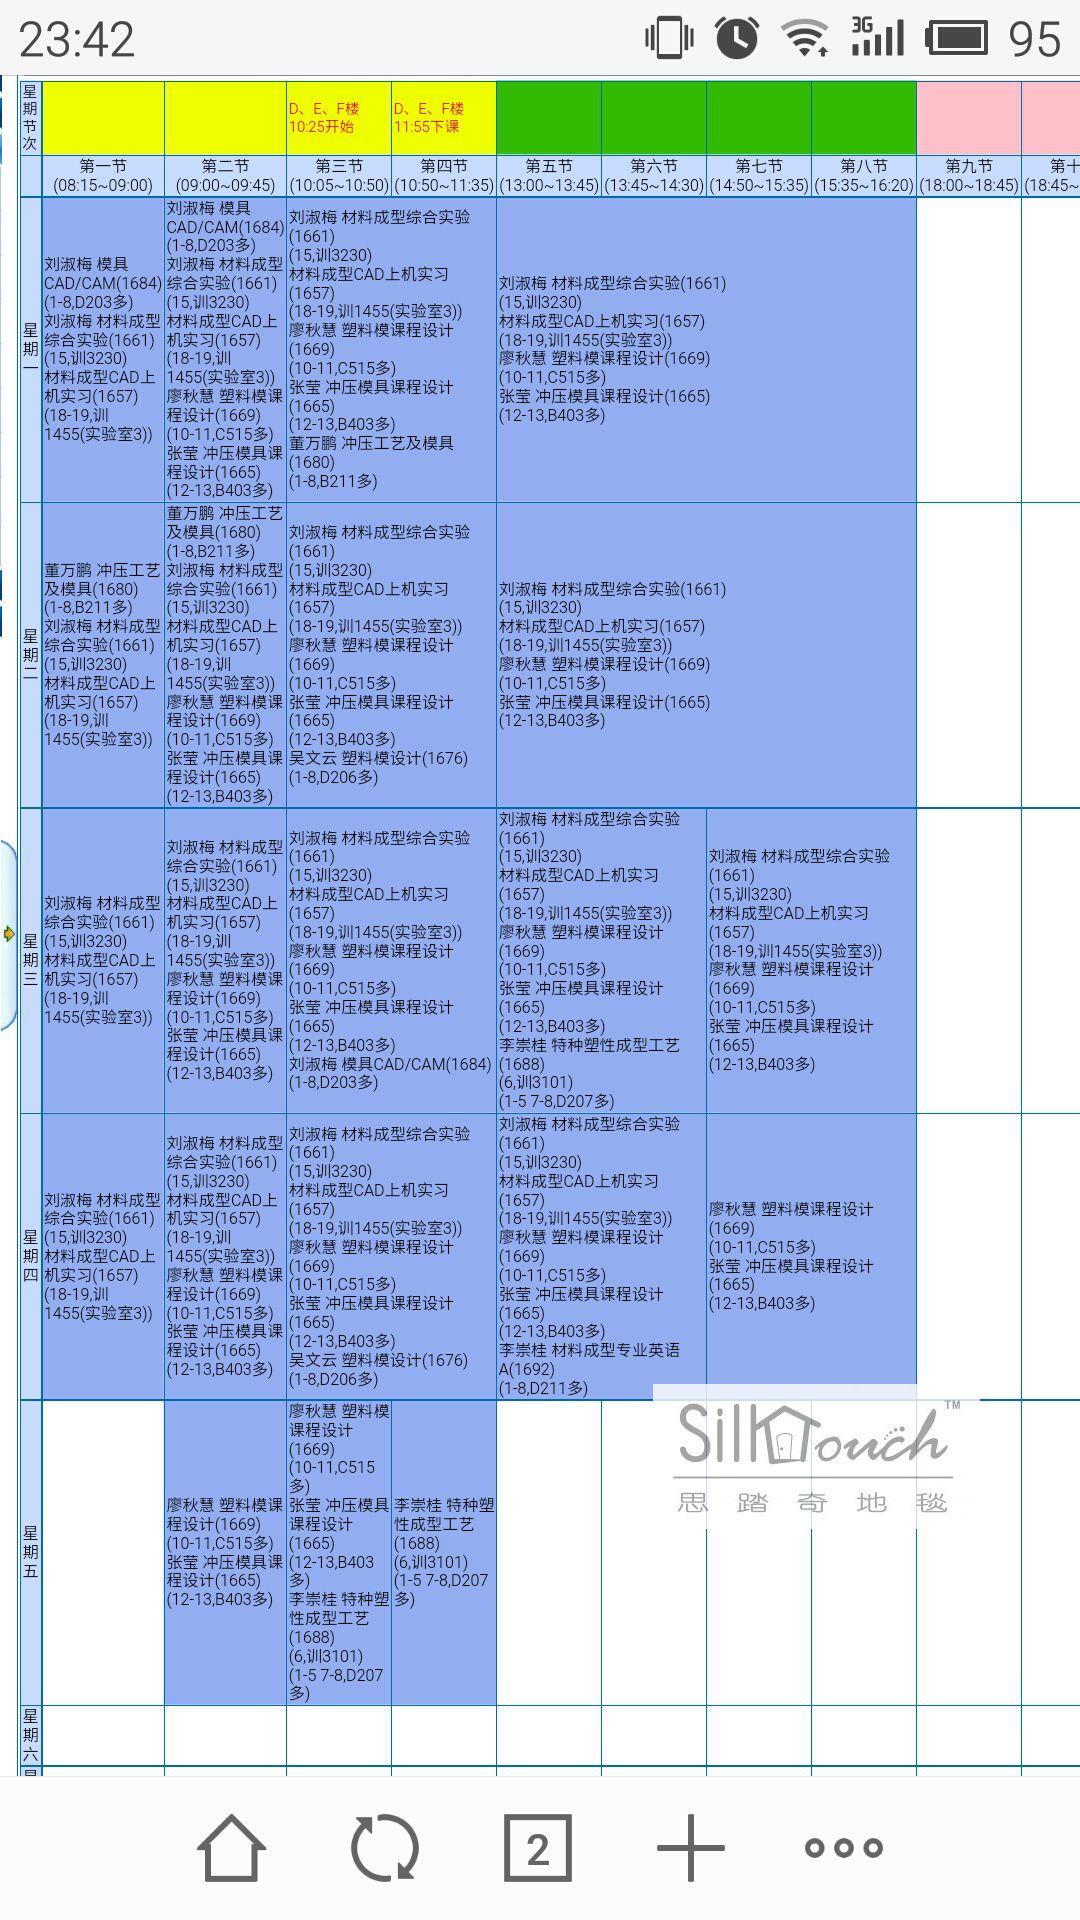 23:42
3G
95
星期节次
D、E、F楼
10:25开始
D、E、F楼
11:55下课
第一节
(08:15~09:00)
第二节
(09:00~09:45)
第三节
(10:05~10:50)
第四节
(10:50~11:35)
第五节
(13:00~13:45)
第六节
(13:45~14:30)
第七节
(14:50~15:35)
第八节
(15:35~16:20)
第九节
(18:00~18:45)
第十
(18:45~
星期一
刘淑梅 模具
CAD/CAM(1684)
(1-8,D203多)
刘淑梅 材料成型
综合实验(1661)
(15,训3230)
材料成型CAD上
机实习(1657)
(18-19,训
1455(实验室3))
刘淑梅 模具
CAD/CAM(1684)
(1-8,D203多)
刘淑梅 材料成型
综合实验(1661)
(15,训3230)
材料成型CAD上
机实习(1657)
(18-19,训
1455(实验室3))
廖秋慧 塑料模课
程设计(1669)
(10-11,C515多)
张莹 冲压模具课
程设计(1665)
(12-13,B403多)
刘淑梅 材料成型综合实验
(1661)
(15,训3230)
材料成型CAD上机实习
(1657)
(18-19,训1455(实验室3))
廖秋慧 塑料模课程设计
(1669)
(10-11,C515多)
张莹 冲压模具课程设计
(1665)
(12-13,B403多)
董万鹏 冲压工艺及模具
(1680)
(1-8,B211多)
刘淑梅 材料成型综合实验(1661)
(15,训3230)
材料成型CAD上机实习(1657)
(18-19,训1455(实验室3))
廖秋慧 塑料模课程设计(1669)
(10-11,C515多)
张莹 冲压模具课程设计(1665)
(12-13,B403多)
星期二
董万鹏 冲压工艺
及模具(1680)
(1-8,B211多)
刘淑梅 材料成型
综合实验(1661)
(15,训3230)
材料成型CAD上
机实习(1657)
(18-19,训
1455(实验室3))
董万鹏 冲压工艺
及模具(1680)
(1-8,B211多)
刘淑梅 材料成型
综合实验(1661)
(15,训3230)
材料成型CAD上
机实习(1657)
(18-19,训
1455(实验室3))
廖秋慧 塑料模课
程设计(1669)
(10-11,C515多)
张莹 冲压模具课
程设计(1665)
(12-13,B403多)
刘淑梅 材料成型综合实验
(1661)
(15,训3230)
材料成型CAD上机实习
(1657)
(18-19,训1455(实验室3))
廖秋慧 塑料模课程设计
(1669)
(10-11,C515多)
张莹 冲压模具课程设计
(1665)
(12-13,B403多)
吴文云 塑料模设计(1676)
(1-8,D206多)
刘淑梅 材料成型综合实验(1661)
(15,训3230)
材料成型CAD上机实习(1657)
(18-19,训1455(实验室3))
廖秋慧 塑料模课程设计(1669)
(10-11,C515多)
张莹 冲压模具课程设计(1665)
(12-13,B403多)
星期三
刘淑梅 材料成型
综合实验(1661)
(15,训3230)
材料成型CAD上
机实习(1657)
(18-19,训
1455(实验室3))
刘淑梅 材料成型
综合实验(1661)
(15,训3230)
材料成型CAD上
机实习(1657)
(18-19,训
1455(实验室3))
廖秋慧 塑料模课
程设计(1669)
(10-11,C515多)
张莹 冲压模具课
程设计(1665)
(12-13,B403多)
刘淑梅 材料成型综合实验
(1661)
(15,训3230)
材料成型CAD上机实习
(1657)
(18-19,训1455(实验室3))
廖秋慧 塑料模课程设计
(1669)
(10-11,C515多)
张莹 冲压模具课程设计
(1665)
(12-13,B403多)
刘淑梅 模具CAD/CAM(1684)
(1-8,D203多)
刘淑梅 材料成型综合实验
(1661)
(15,训3230)
材料成型CAD上机实习
(1657)
(18-19,训1455(实验室3))
廖秋慧 塑料模课程设计
(1669)
(10-11,C515多)
张莹 冲压模具课程设计
(1665)
(12-13,B403多)
李崇桂 特种塑性成型工艺
(1688)
(6,训3101)
(1-5 7-8,D207多)
刘淑梅 材料成型综合实验
(1661)
(15,训3230)
材料成型CAD上机实习
(1657)
(18-19,训1455(实验室3))
廖秋慧 塑料模课程设计
(1669)
(10-11,C515多)
张莹 冲压模具课程设计
(1665)
(12-13,B403多)
星期四
刘淑梅 材料成型
综合实验(1661)
(15,训3230)
材料成型CAD上
机实习(1657)
(18-19,训
1455(实验室3))
刘淑梅 材料成型
综合实验(1661)
(15,训3230)
材料成型CAD上
机实习(1657)
(18-19,训
1455(实验室3))
廖秋慧 塑料模课
程设计(1669)
(10-11,C515多)
张莹 冲压模具课
程设计(1665)
(12-13,B403多)
刘淑梅 材料成型综合实验
(1661)
(15,训3230)
材料成型CAD上机实习
(1657)
(18-19,训1455(实验室3))
廖秋慧 塑料模课程设计
(1669)
(10-11,C515多)
张莹 冲压模具课程设计
(1665)
(12-13,B403多)
吴文云 塑料模设计(1676)
(1-8,D206多)
刘淑梅 材料成型综合实验
(1661)
(15,训3230)
材料成型CAD上机实习
(1657)
(18-19,训1455(实验室3))
廖秋慧 塑料模课程设计
(1669)
(10-11,C515多)
张莹 冲压模具课程设计
(1665)
(12-13,B403多)
李崇桂 材料成型专业英语
A(1692)
(1-8,D211多)
廖秋慧 塑料模课程设计
(1669)
(10-11,C515多)
张莹 冲压模具课程设计
(1665)
(12-13,B403多)
星期五
廖秋慧 塑料模课
程设计(1669)
(10-11,C515多)
张莹 冲压模具课
程设计(1665)
(12-13,B403多)
廖秋慧 塑料模
课程设计
(1669)
(10-11,C515
多)
张莹 冲压模具
课程设计
(1665)
(12-13,B403
多)
李崇桂 特种塑
性成型工艺
(1688)
(6,训3101)
(1-5 7-8,D207
多)
李崇桂 特种塑
性成型工艺
(1688)
(6,训3101)
(1-5 7-8,D207
多)
SilkTouch TM
思踏奇地毯
星期六
2